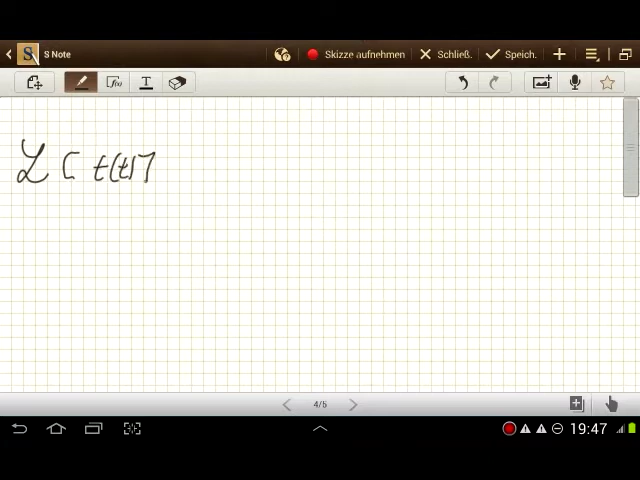 S Note
Skizze aufnehmen
Schließ.
Speich.
f(x)
T
ℒ [ t(t)]
4/5
19:47